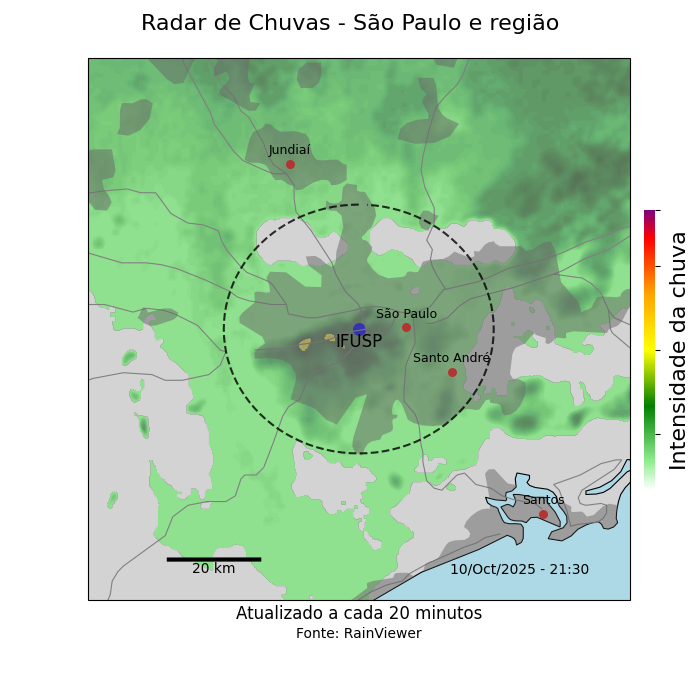 Radar de Chuvas - São Paulo e região
Jundiaí
São Paulo
IFUSP
Santo André
Santos
20 km
10/Oct/2025 - 21:30
Intensidade da chuva
Atualizado a cada 20 minutos
Fonte: RainViewer